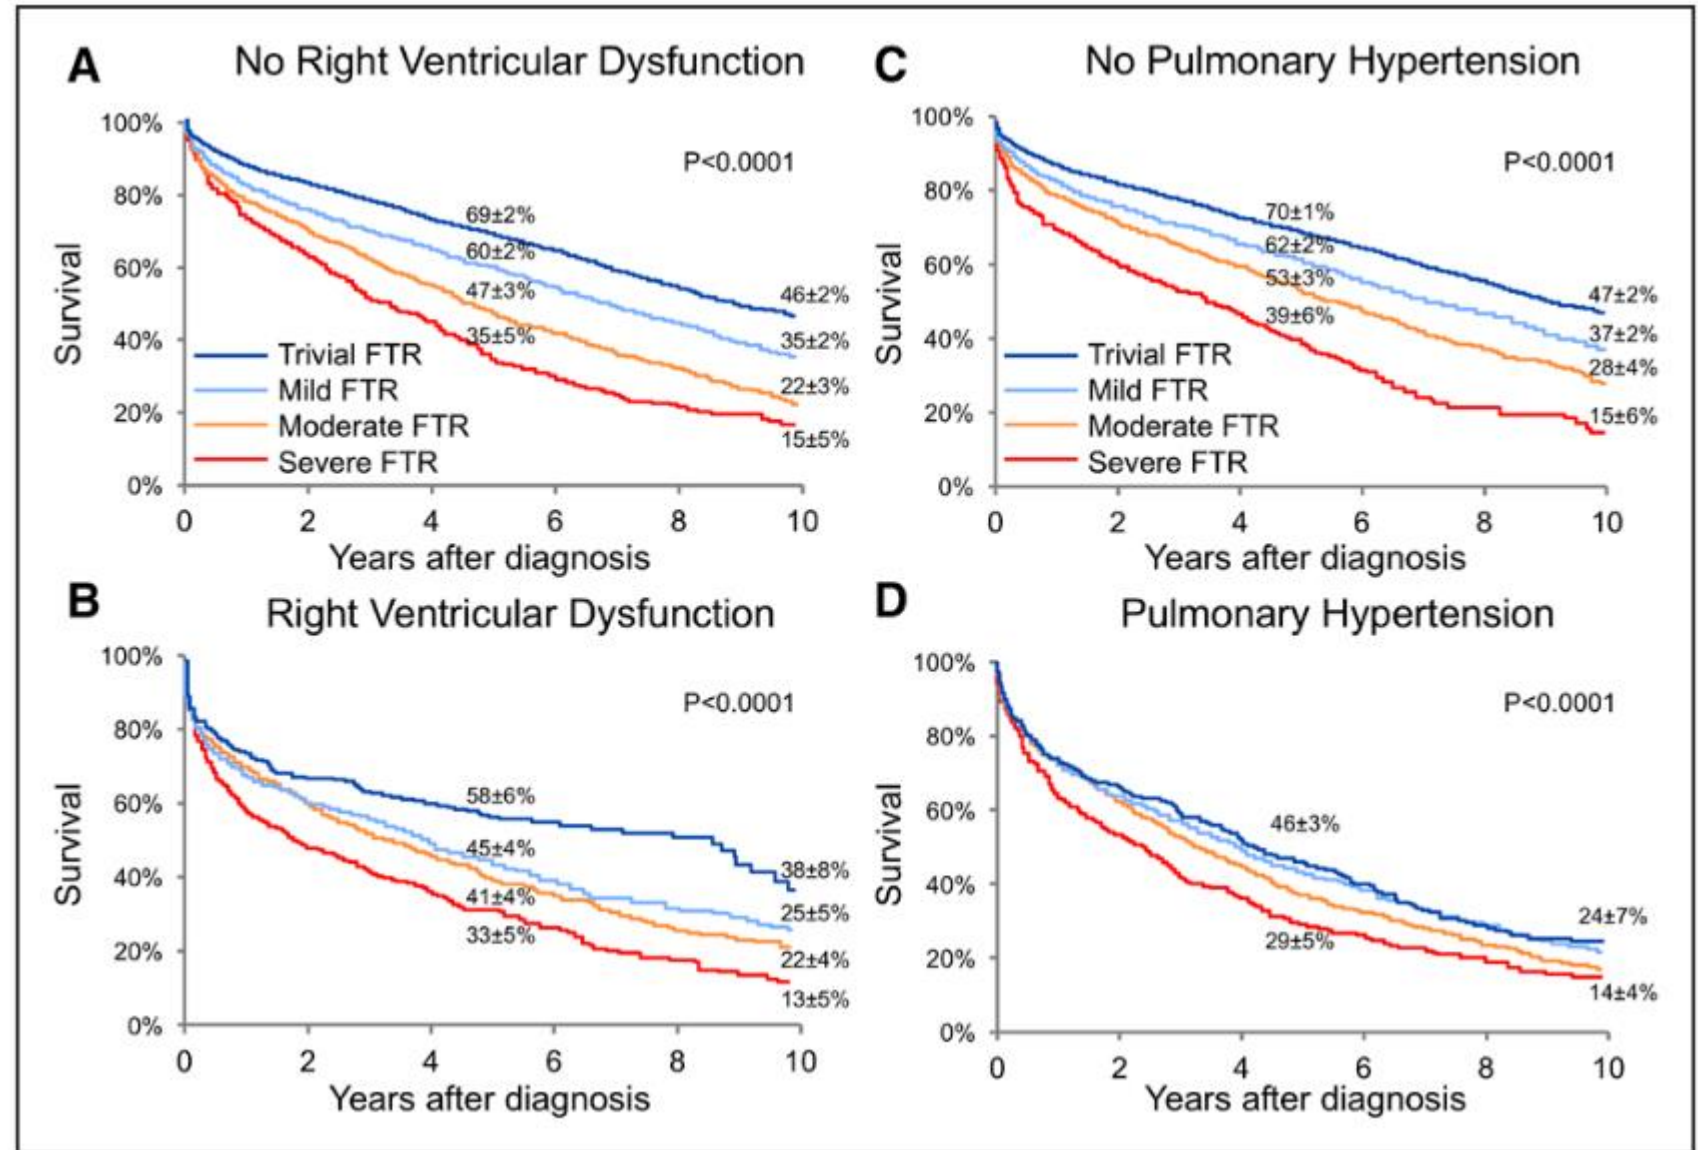 A No Right Ventricular Dysfunction
P<0.0001
100%
80%
60%
40%
20%
0%
Survival
69±2%
60±2%
47±3%
35±5%
46±2%
35±2%
22±3%
15±5%
Trivial FTR
Mild FTR
Moderate FTR
Severe FTR
0 2 4 6 8 10
Years after diagnosis
C No Pulmonary Hypertension
P<0.0001
100%
80%
60%
40%
20%
0%
Survival
70±1%
62±2%
53±3%
39±6%
47±2%
37±2%
28±4%
15±6%
Trivial FTR
Mild FTR
Moderate FTR
Severe FTR
0 2 4 6 8 10
Years after diagnosis
B Right Ventricular Dysfunction
P<0.0001
100%
80%
60%
40%
20%
0%
Survival
58±6%
45±4%
41±4%
33±5%
38±8%
25±5%
22±4%
13±5%
0 2 4 6 8 10
Years after diagnosis
D Pulmonary Hypertension
P<0.0001
100%
80%
60%
40%
20%
0%
Survival
46±3%
29±5%
24±7%
14±4%
0 2 4 6 8 10
Years after diagnosis